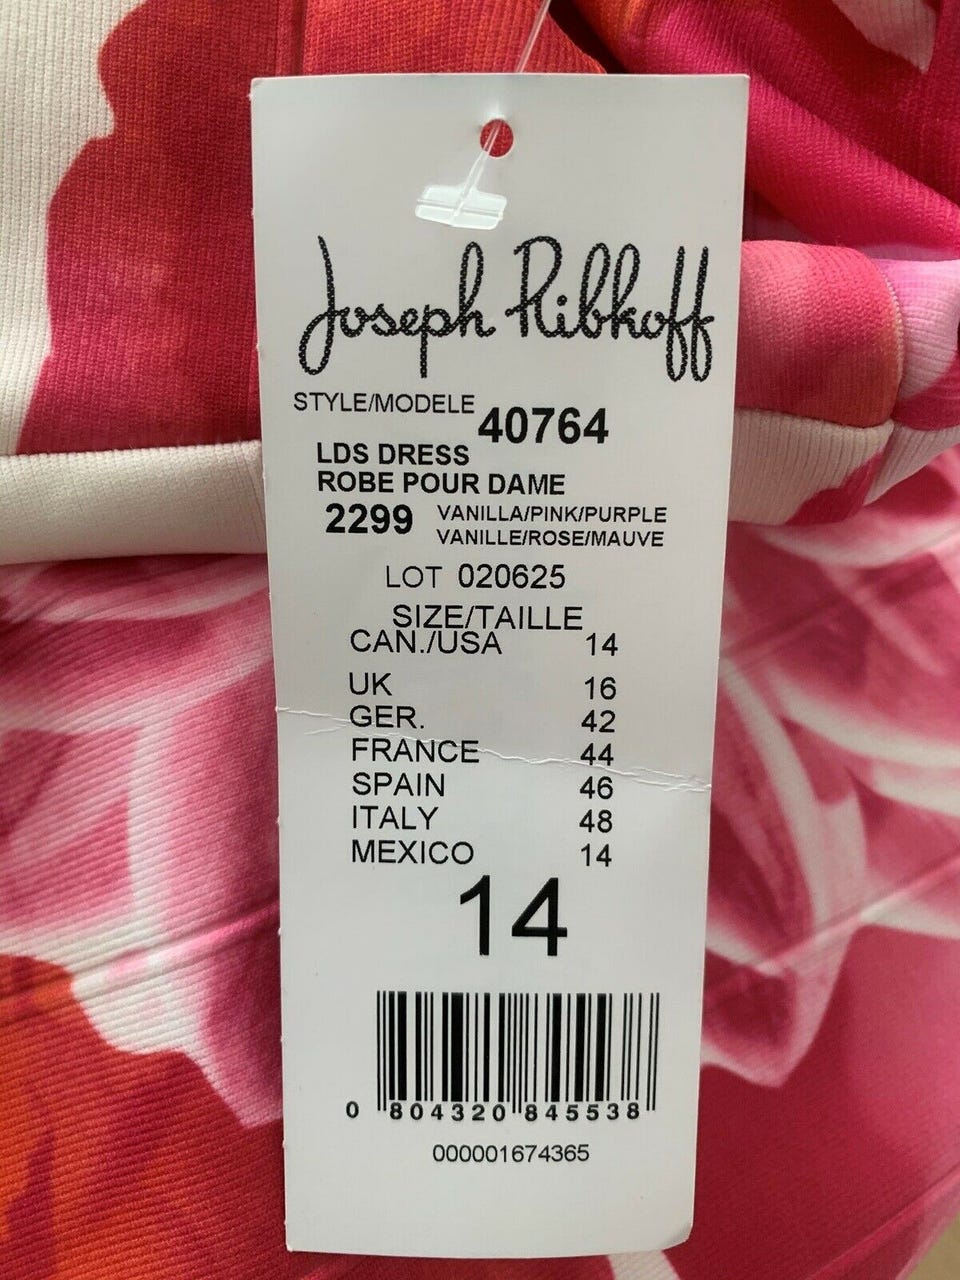 Joseph Ribkoff
STYLE/MODELE 40764
LDS DRESS
ROBE POUR DAME
2299 VANILLA/PINK/PURPLE
VANILLE/ROSE/MAUVE
LOT 020625
SIZE/TAILLE
CAN./USA 14
UK 16
GER. 42
FRANCE 44
SPAIN 46
ITALY 48
MEXICO 14
14
0 804320 845538
000001674365